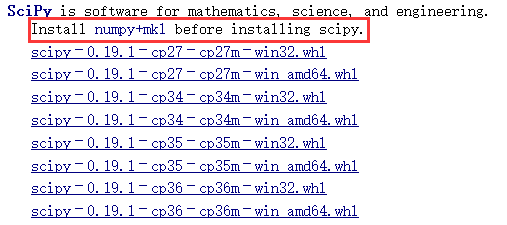 SciPy is software for mathematics, science, and engineering.
Install numpy+mkl before installing scipy.
scipy-0.19.1-cp27-cp27m-win32.whl
scipy-0.19.1-cp27-cp27m-win_amd64.whl
scipy-0.19.1-cp34-cp34m-win32.whl
scipy-0.19.1-cp34-cp34m-win_amd64.whl
scipy-0.19.1-cp35-cp35m-win32.whl
scipy-0.19.1-cp35-cp35m-win_amd64.whl
scipy-0.19.1-cp36-cp36m-win32.whl
scipy-0.19.1-cp36-cp36m-win_amd64.whl